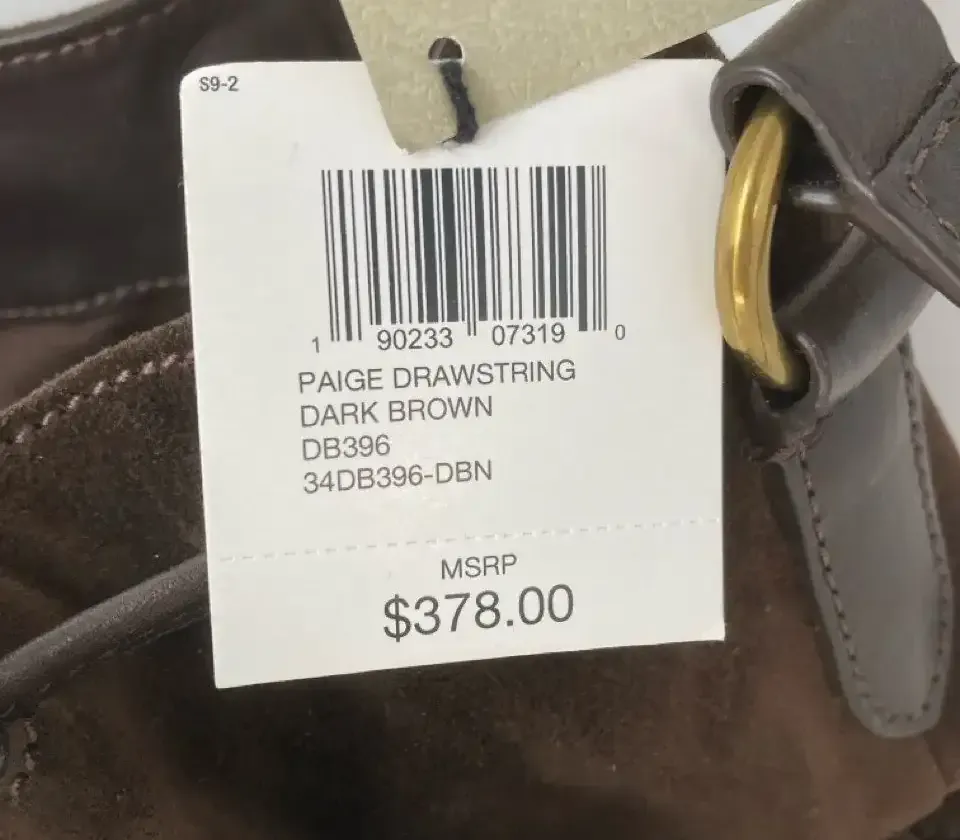 S9-2
1 90233 07319 0
PAIGE DRAWSTRING
DARK BROWN
DB396
34DB396-DBN
MSRP
$378.00